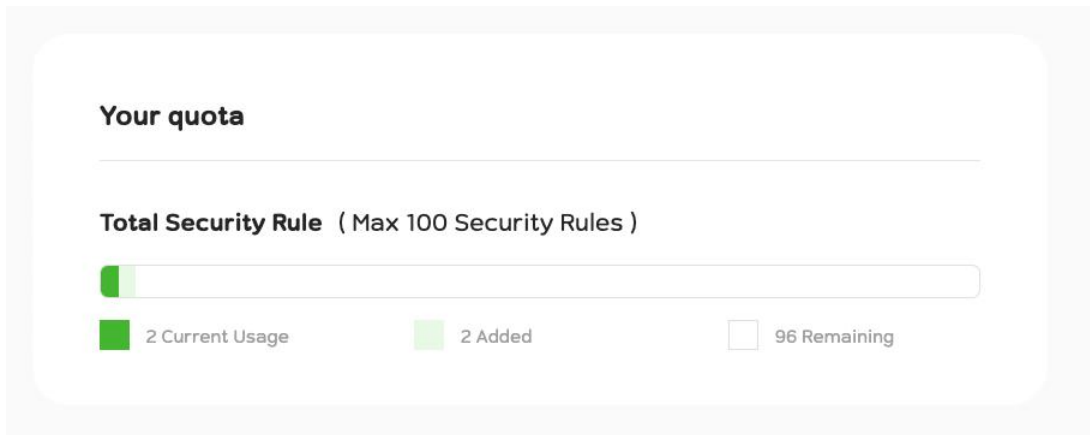 Your quota
Total Security Rule ( Max 100 Security Rules )
2 Current Usage
2 Added
96 Remaining